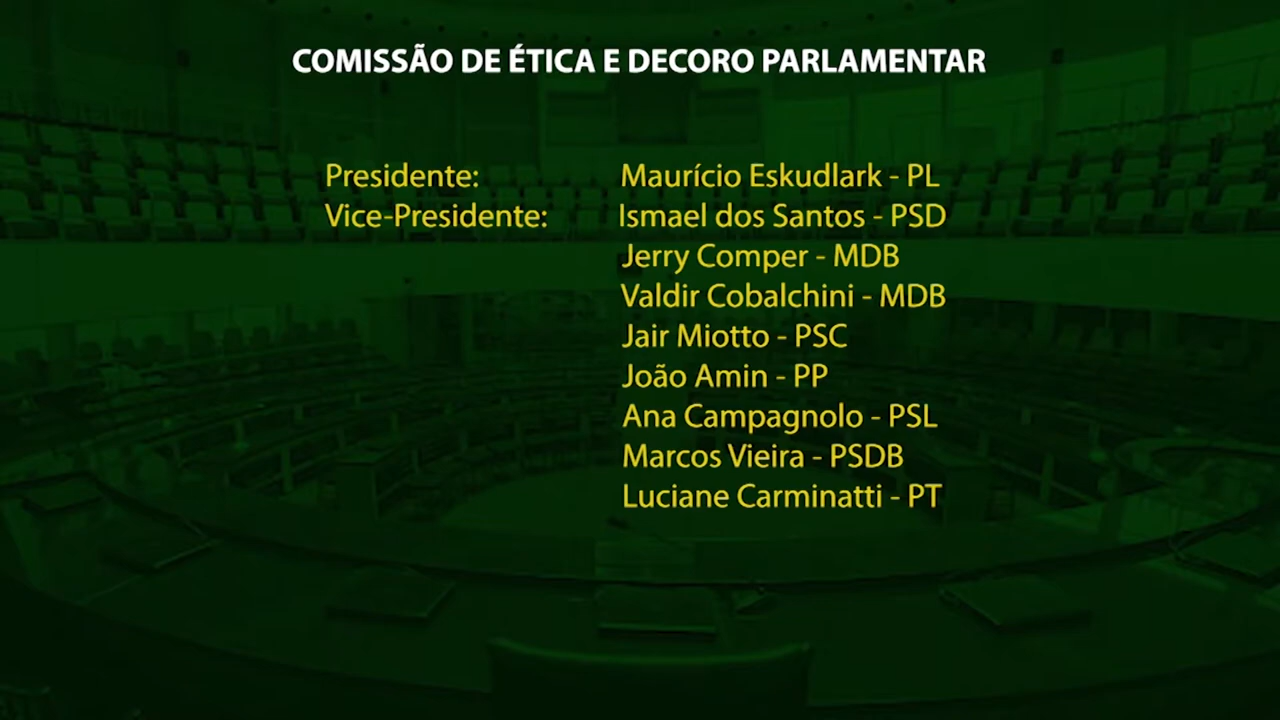 COMISSÃO DE ÉTICA E DECORO PARLAMENTAR
Presidente: Maurício Eskudlark - PL
Vice-Presidente: Ismael dos Santos - PSD
Jerry Comper - MDB
Valdir Cobalchini - MDB
Jair Miotto - PSC
João Amin - PP
Ana Campagnolo - PSL
Marcos Vieira - PSDB
Luciane Carminatti - PT